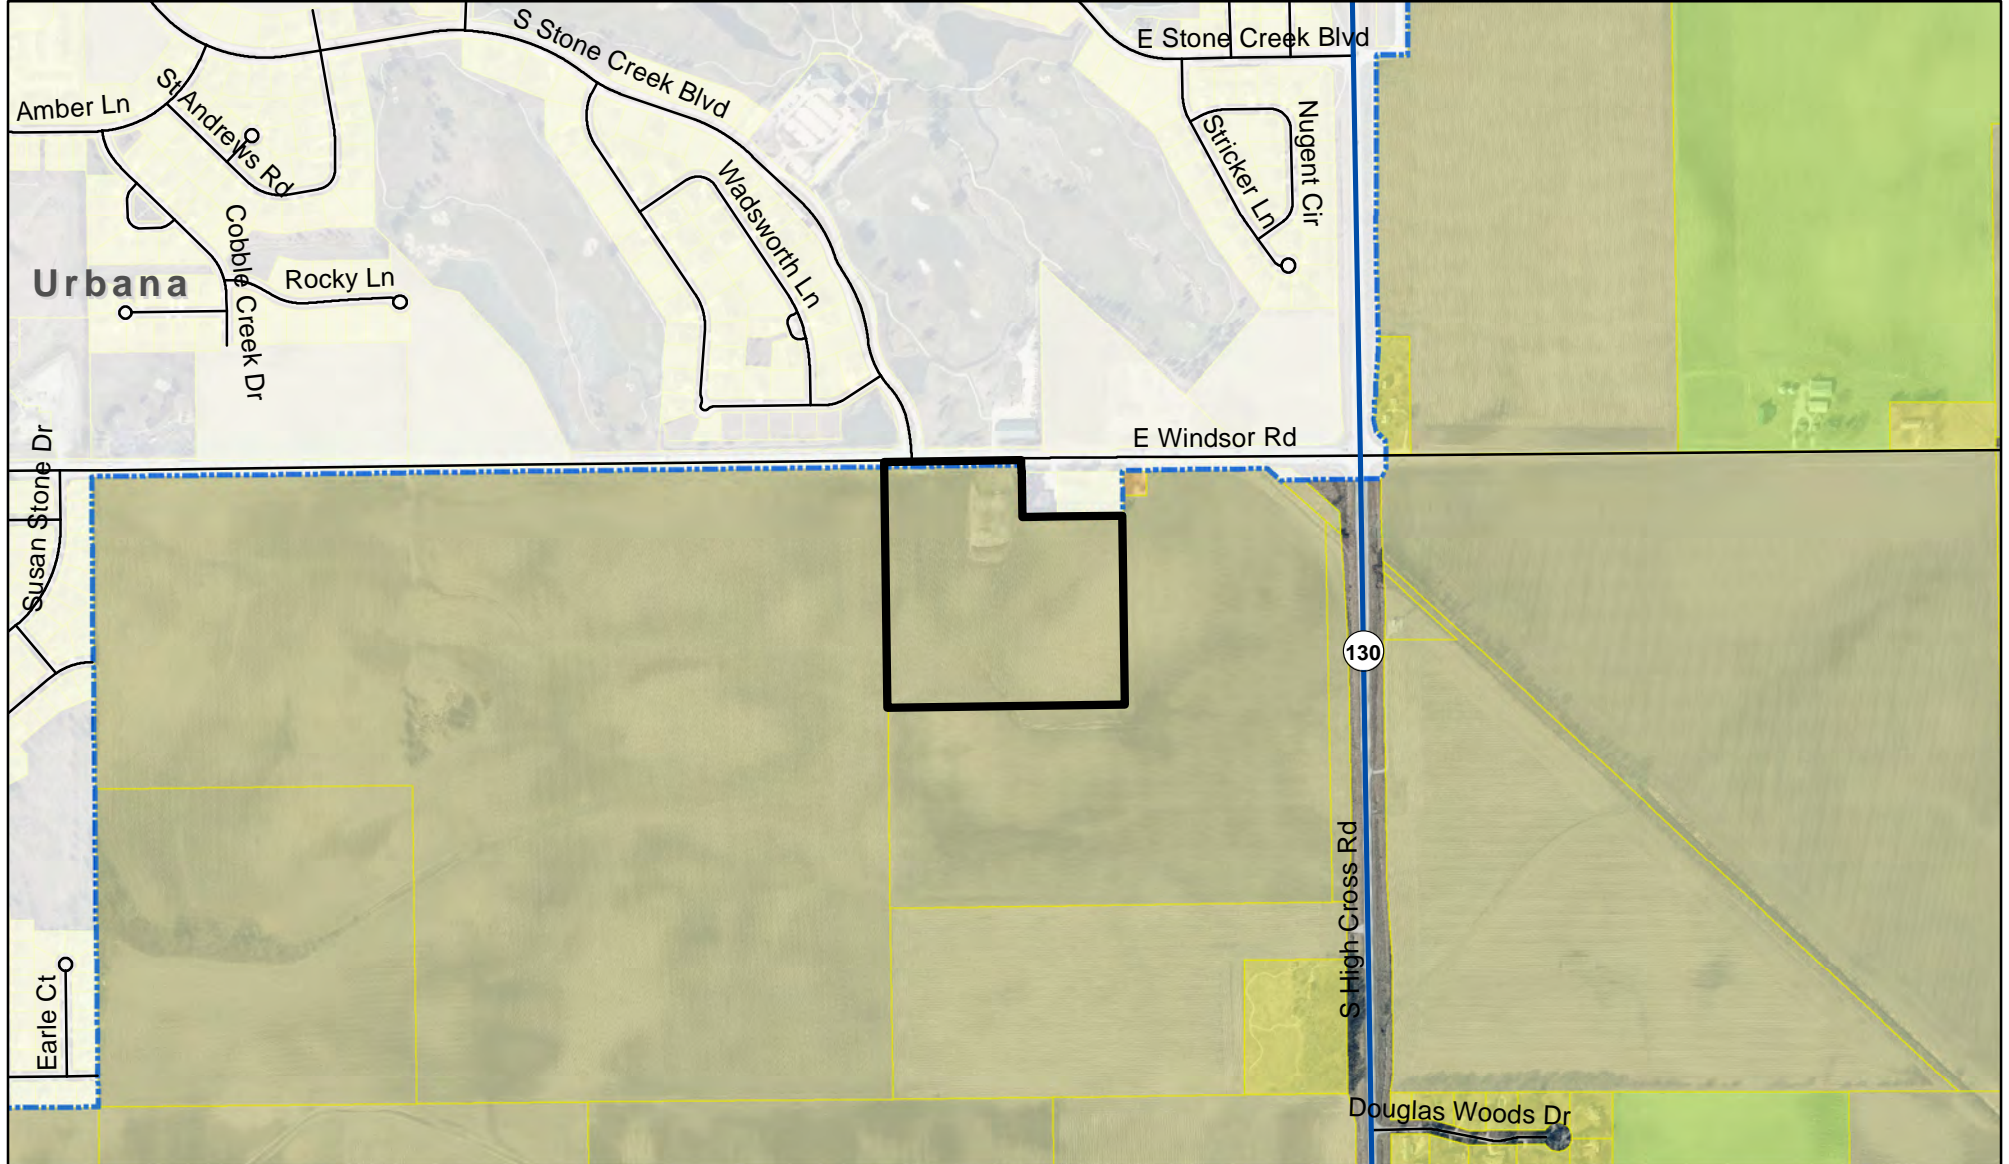 S Stone Creek Blvd
E Stone Creek Blvd
Amber Ln
St Andrews Rd
Nugent Cir
Stricker Ln
Wadsworth Ln
Urbana
Cobble Creek Dr
Rocky Ln
E Windsor Rd
Susan Stone Dr
130
S High Cross Rd
Earle Ct
Douglas Woods Dr